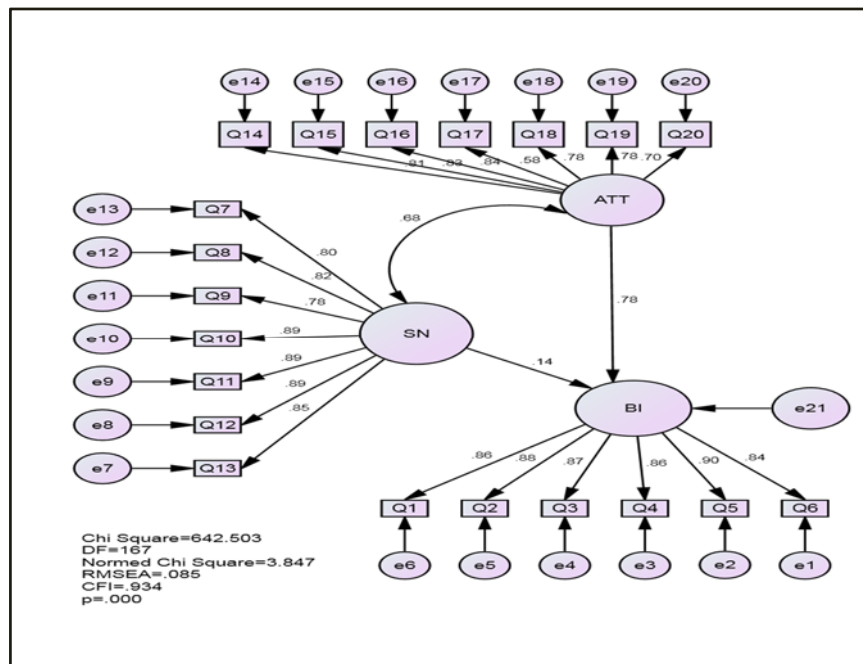 e14 e15 e16 e17 e18 e19 e20
Q14 Q15 Q16 Q17 Q18 Q19 Q20
.81 .83 .84 .58 .78 .78 .70
ATT
e13 Q7
.68
.80
e12 Q8
.82
e11 Q9
.78
.78
e10 Q10
.89
SN
e9 Q11
.89
.14
e8 Q12
.89
BI
e21
.85
e7 Q13
.86 .88 .87 .86 .90 .84
Q1 Q2 Q3 Q4 Q5 Q6
e6 e5 e4 e3 e2 e1
Chi Square=642.503
DF=167
Normed Chi Square=3.847
RMSEA=.085
CFI=.934
p=.000